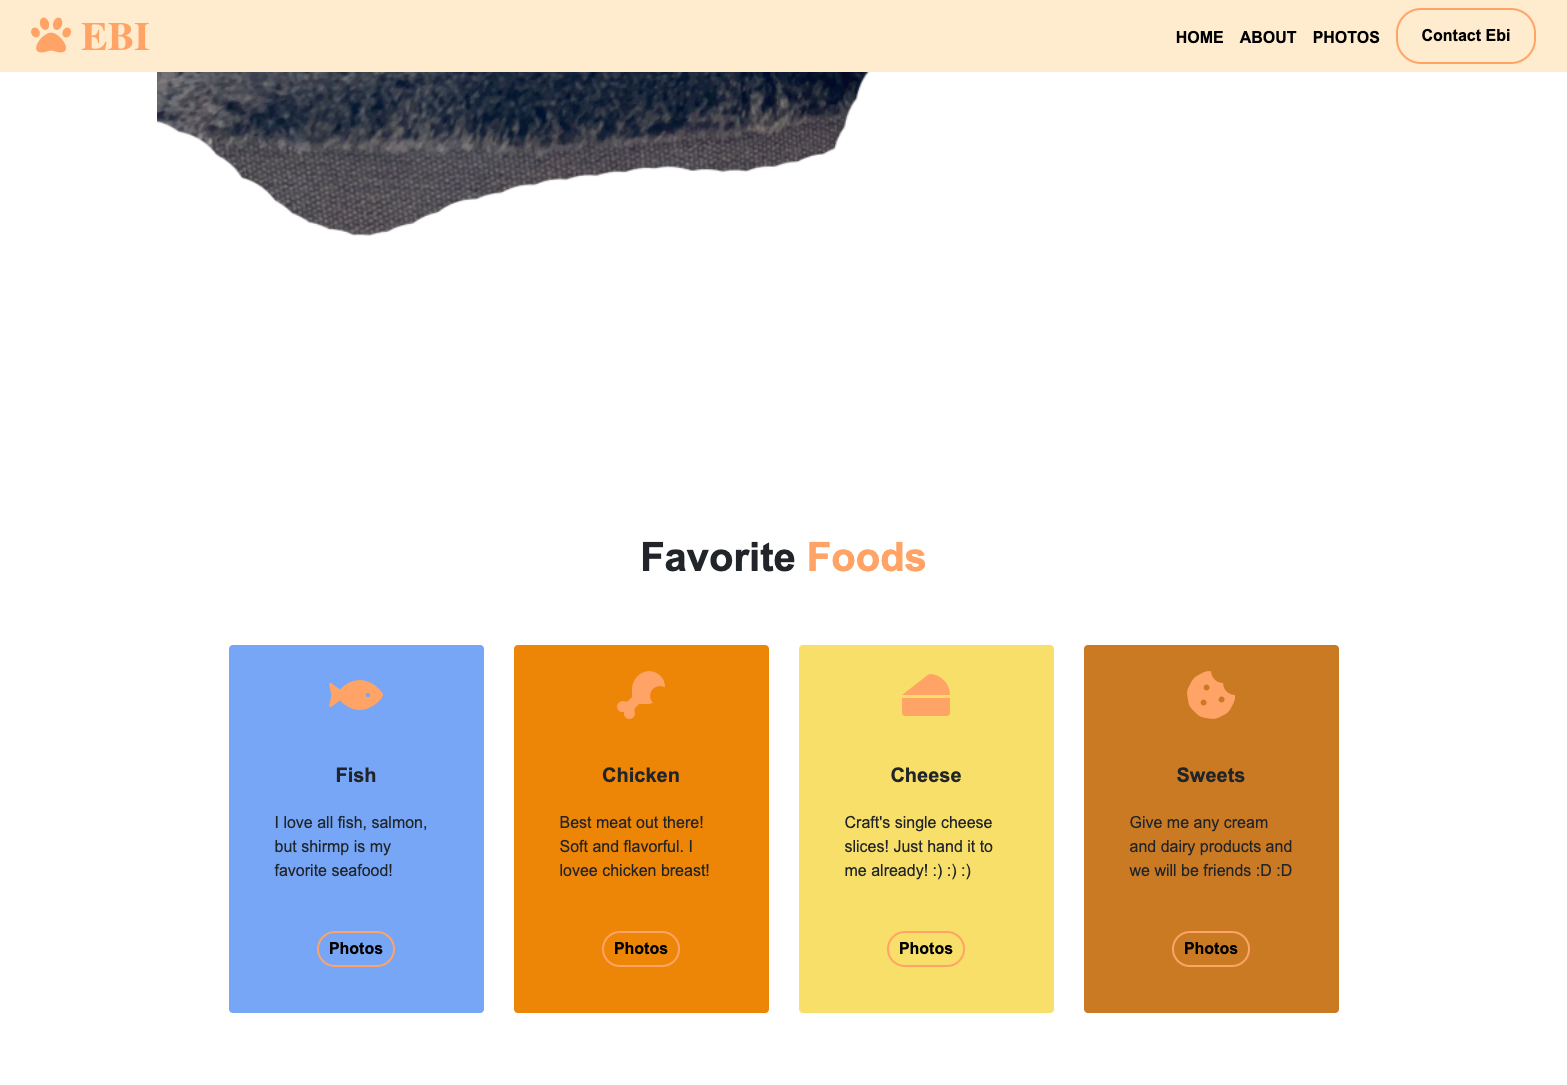 EBI
HOME ABOUT PHOTOS Contact Ebi
Favorite Foods
Fish
I love all fish, salmon,
but shirmp is my
favorite seafood!
Photos
Chicken
Best meat out there!
Soft and flavorful. I
lovee chicken breast!
Photos
Cheese
Craft's single cheese
slices! Just hand it to
me already! :) :) :)
Photos
Sweets
Give me any cream
and dairy products and
we will be friends :D :D
Photos